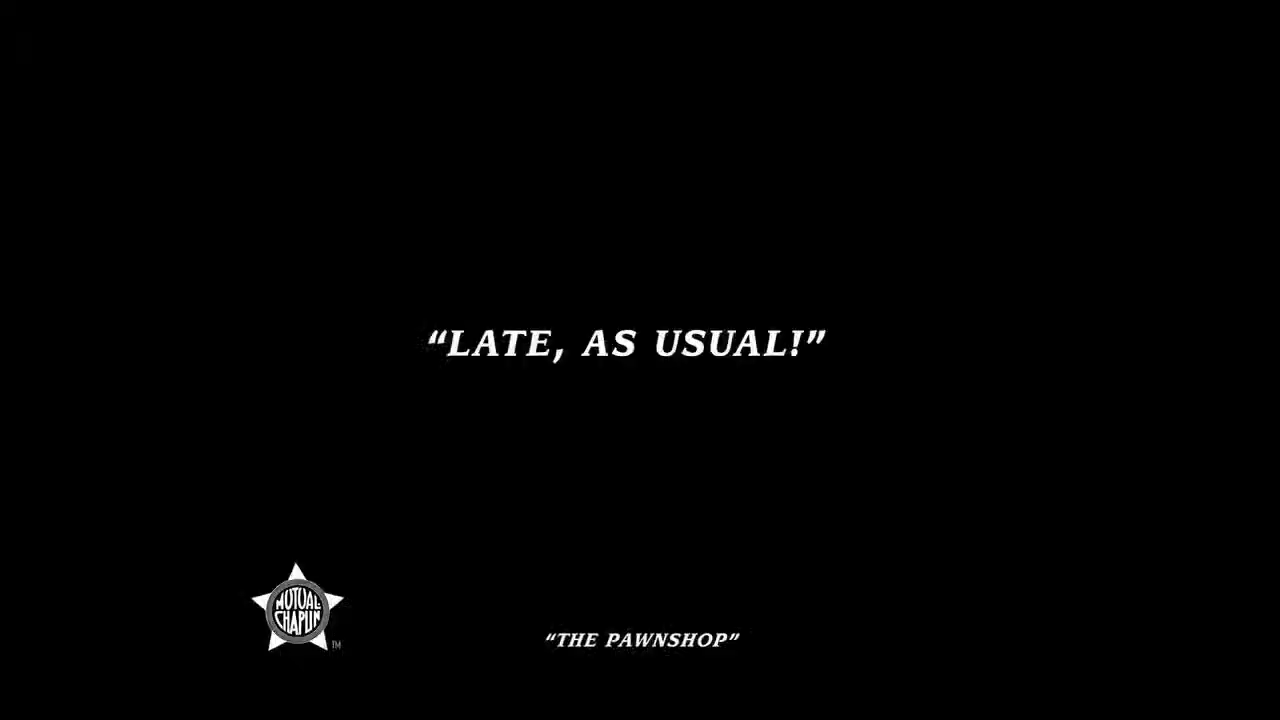 “LATE, AS USUAL!”
MUTUAL-
CHAPLIN
TM
“THE PAWNSHOP”